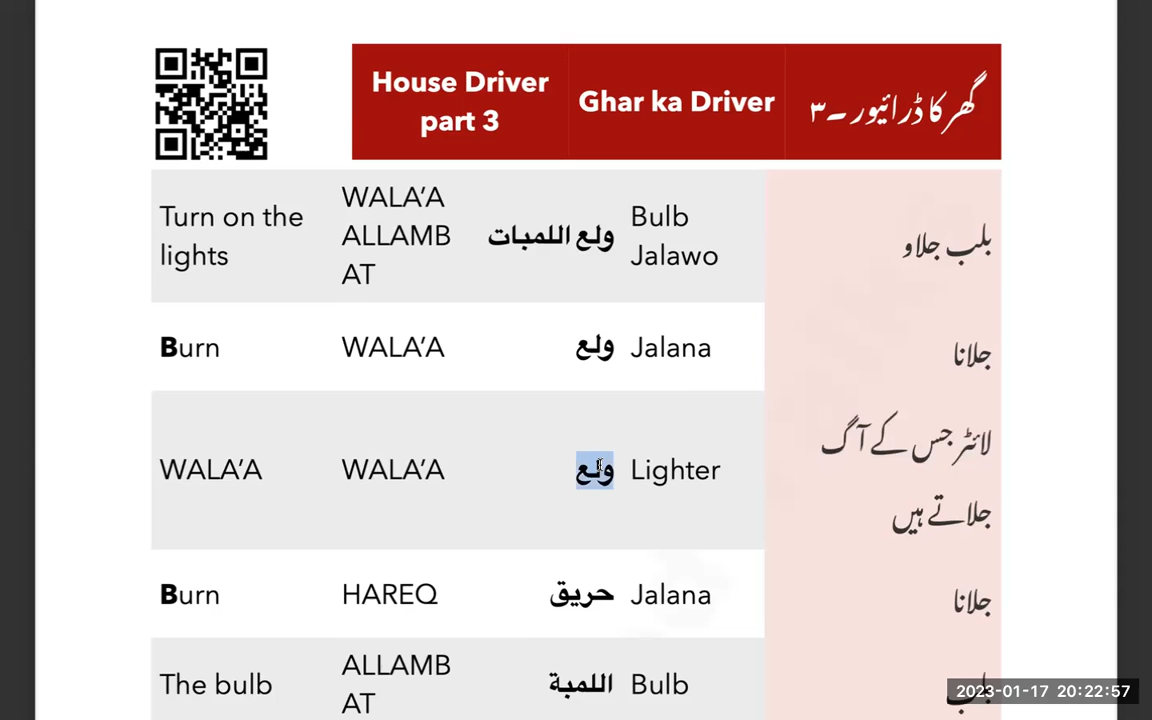 House Driver
part 3
Ghar ka Driver
گھر کا ڈرائیور ۔۳
Turn on the
lights
WALA’A
ALLAMB
AT
ولع اللمبات
Bulb
Jalawo
بلب جلاو
Burn
WALA’A
ولع
Jalana
جلانا
WALA’A
WALA’A
ولع
Lighter
لائٹر جس کے آگ
جلاتے ہیں
Burn
HAREQ
حريق
Jalana
جلانا
The bulb
ALLAMB
AT
اللمبة
Bulb
2023-01-17 20:22:57